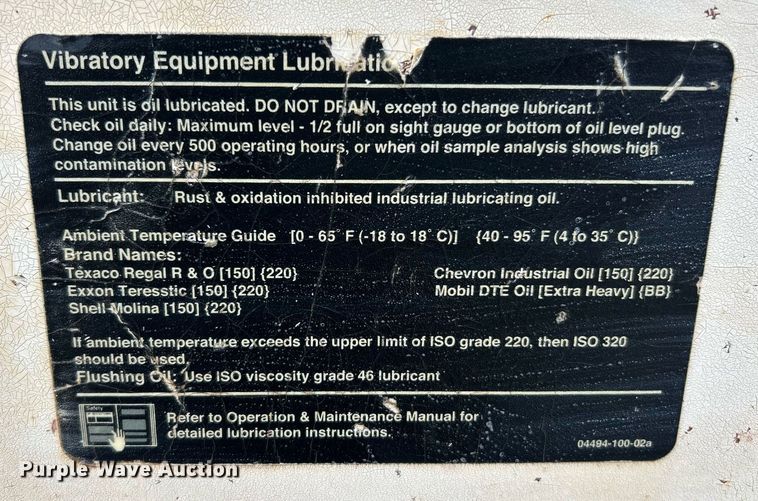 Vibratory Equipment Lubrication
This unit is oil lubricated. DO NOT DRAIN, except to change lubricant.
Check oil daily: Maximum level - 1/2 full on sight gauge or bottom of oil level plug.
Change oil every 500 operating hours, or when oil sample analysis shows high
contamination levels.
Lubricant: Rust & oxidation inhibited industrial lubricating oil.
Ambient Temperature Guide [0 - 65° F (-18 to 18° C)] {40 - 95° F (4 to 35° C)}
Brand Names:
Texaco Regal R & O [150] {220} Chevron Industrial Oil [150] {220}
Exxon Teresstic [150] {220} Mobil DTE Oil [Extra Heavy] {BB}
Shell Molina [150] {220}
If ambient temperature exceeds the upper limit of ISO grade 220, then ISO 320
should be used.
Flushing Oil: Use ISO viscosity grade 46 lubricant
Safety
Refer to Operation & Maintenance Manual for
detailed lubrication instructions.
04494-100-02a
Purple Wave Auction